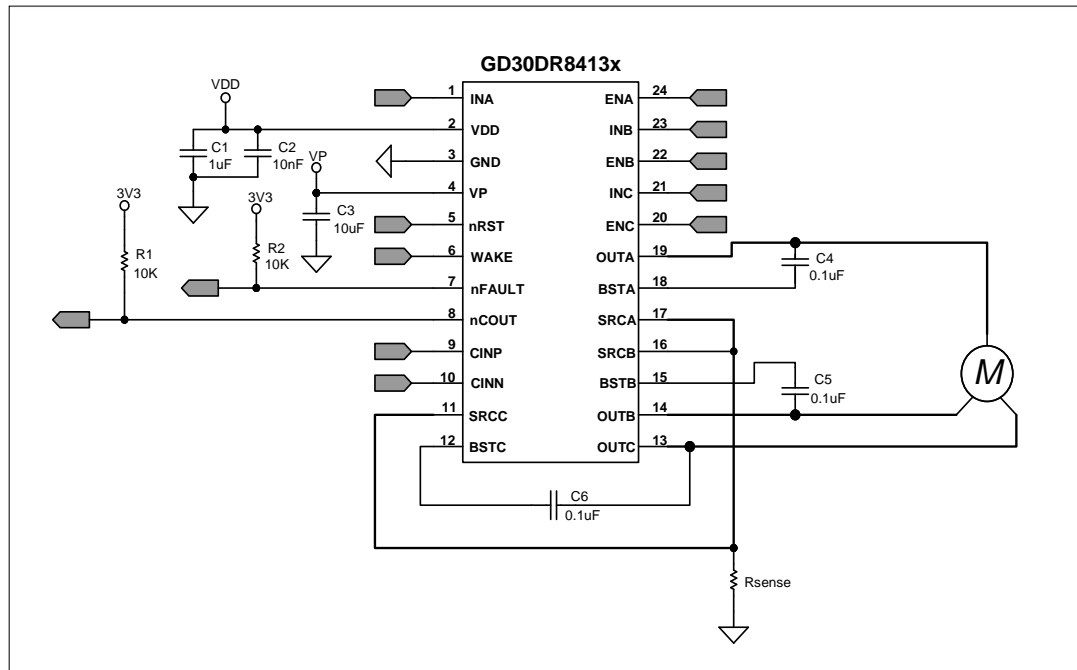 GD30DR8413x
VDD
C1
1uF
C2
10nF
VP
C3
10uF
3V3
R1
10K
3V3
R2
10K
1 INA
2 VDD
3 GND
4 VP
5 nRST
6 WAKE
7 nFAULT
8 nCOUT
9 CINP
10 CINN
11 SRCC
12 BSTC
ENA 24
INB 23
ENB 22
INC 21
ENC 20
OUTA 19
BSTA 18
SRCA 17
SRCB 16
BSTB 15
OUTB 14
OUTC 13
C4
0.1uF
C5
0.1uF
M
C6
0.1uF
Rsense